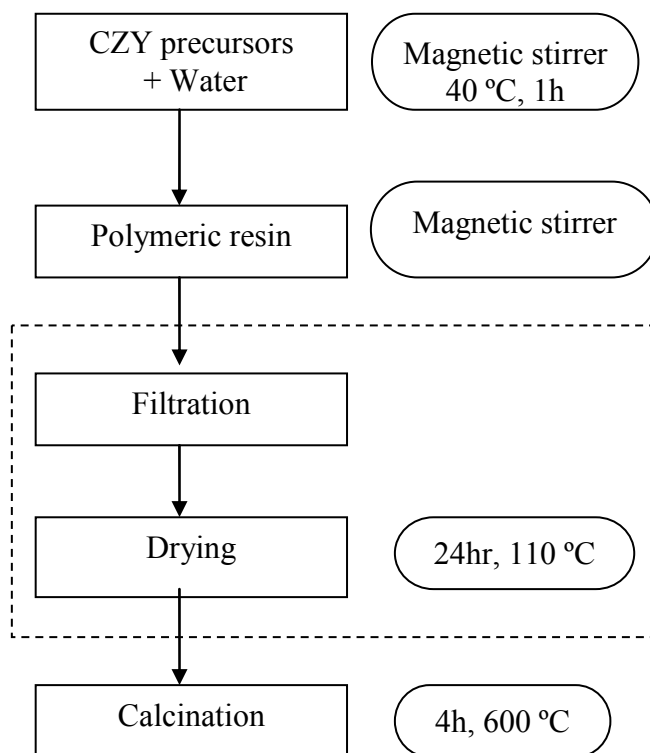 CZY precursors
+ Water
Magnetic stirrer
40 ºC, 1h
Polymeric resin
Magnetic stirrer
Filtration
Drying
24hr, 110 ºC
Calcination
4h, 600 ºC